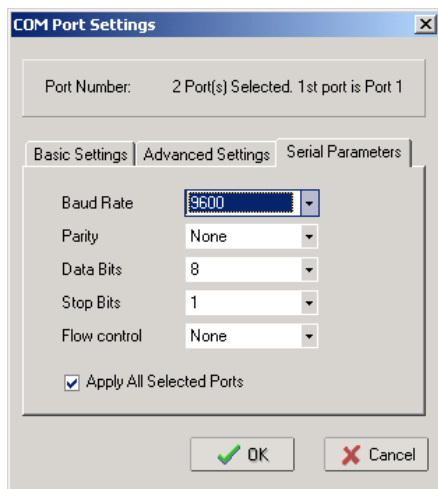 COM Port Settings
Port Number: 2 Port(s) Selected. 1st port is Port 1
Basic Settings Advanced Settings Serial Parameters
Baud Rate 9600
Parity None
Data Bits 8
Stop Bits 1
Flow control None
Apply All Selected Ports
OK Cancel